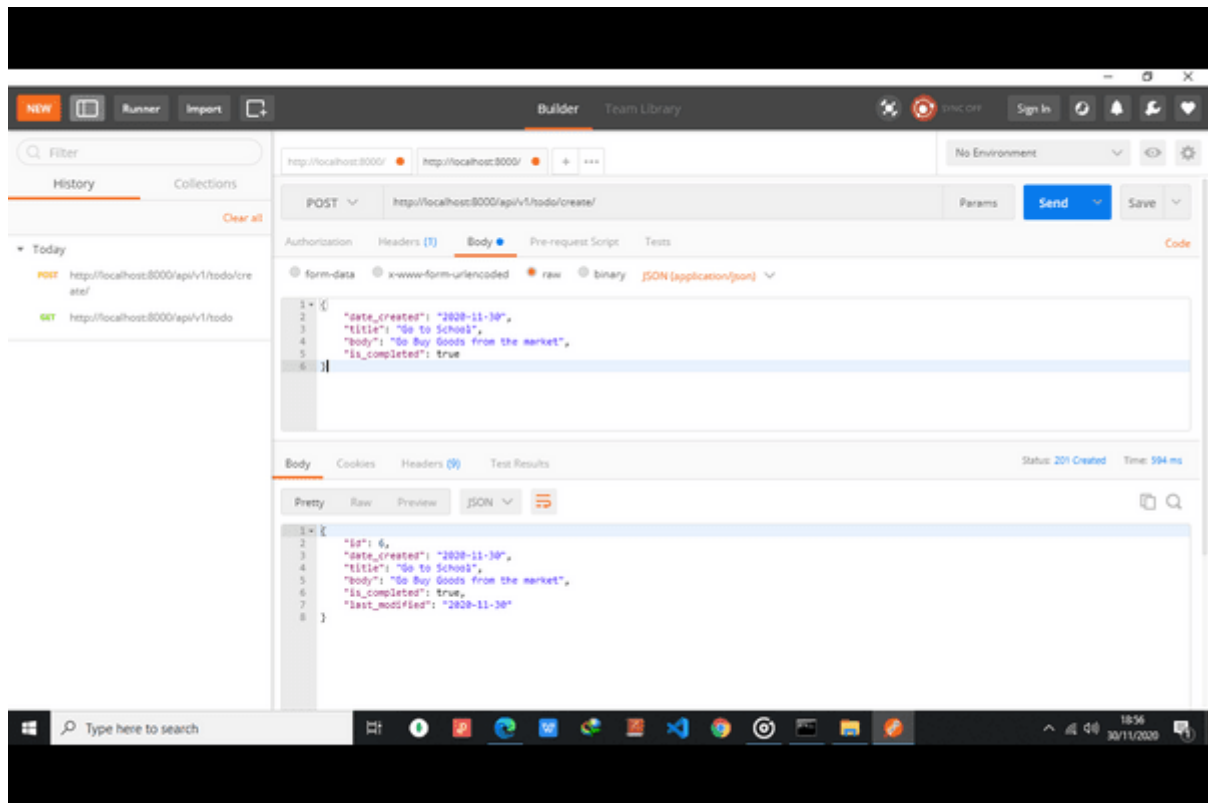 NEW
Runner
Import
Builder
Team Library
SYNC OFF
Sign In
Filter
History
Collections
Clear all
Today
POST http://localhost:8000/api/v1/todo/cre
ate/
GET http://localhost:8000/api/v1/todo
http://localhost:8000/
http://localhost:8000/
+
No Environment
POST
http://localhost:8000/api/v1/todo/create/
Params
Send
Save
Authorization
Headers (1)
Body
Pre-request Script
Tests
Code
form-data
x-www-form-urlencoded
raw
binary
JSON (application/json)
1 {
2 "date_created": "2020-11-30",
3 "title": "Go to School",
4 "body": "Go Buy Goods from the market",
5 "is_completed": true
6 }
Body
Cookies
Headers (9)
Test Results
Status: 201 Created
Time: 594 ms
Pretty
Raw
Preview
JSON
1 {
2 "id": 6,
3 "date_created": "2020-11-30",
4 "title": "Go to School",
5 "body": "Go Buy Goods from the market",
6 "is_completed": true,
7 "last_modified": "2020-11-30"
8 }
Type here to search
18:56
30/11/2020